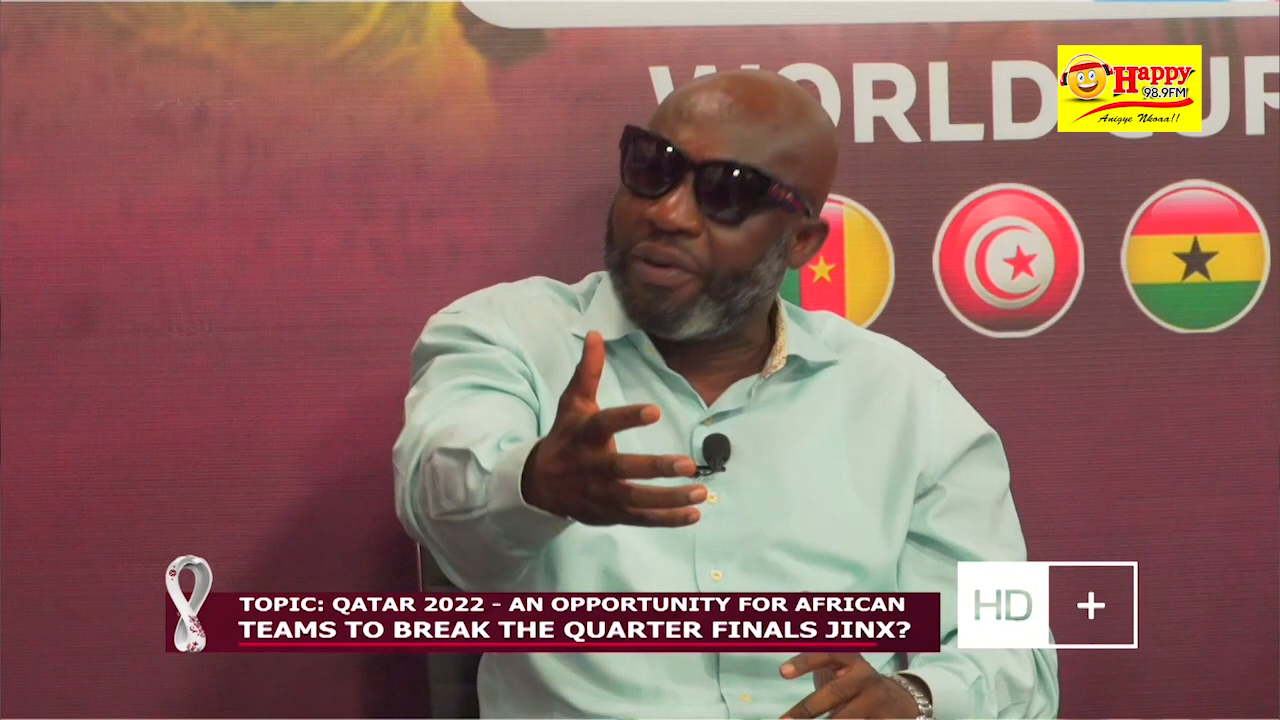 WORLD CUP
Happy
98.9FM
Anigye Nkoaa!!
TOPIC: QATAR 2022 - AN OPPORTUNITY FOR AFRICAN
TEAMS TO BREAK THE QUARTER FINALS JINX?
HD +